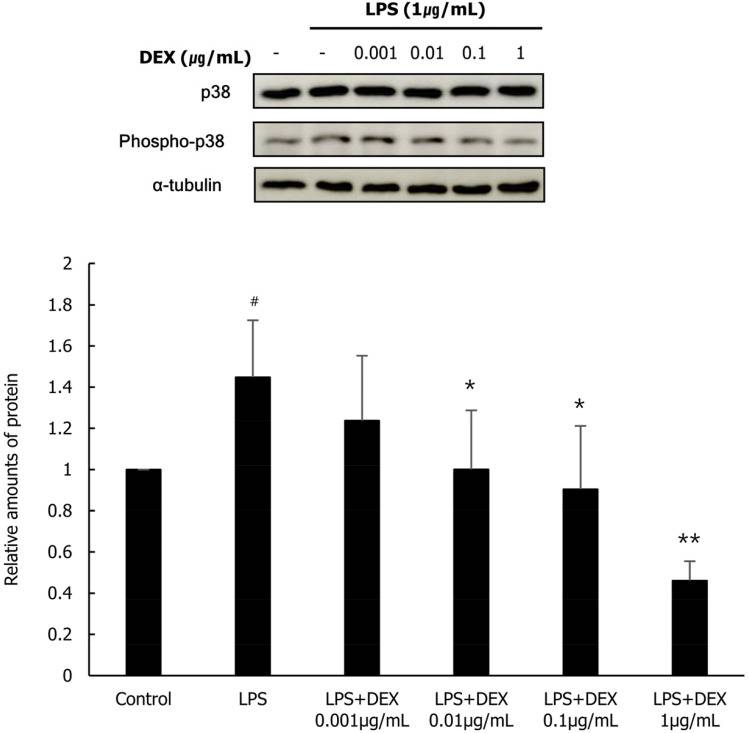 LPS (1㎍/mL)
DEX (㎍/mL) - - 0.001 0.01 0.1 1
p38
Phospho-p38
α-tubulin
Relative amounts of protein
2
1.8
1.6
1.4
1.2
1
0.8
0.6
0.4
0.2
0
#
*
*
**
Control LPS LPS+DEX LPS+DEX LPS+DEX LPS+DEX
0.001µg/mL 0.01µg/mL 0.1µg/mL 1µg/mL